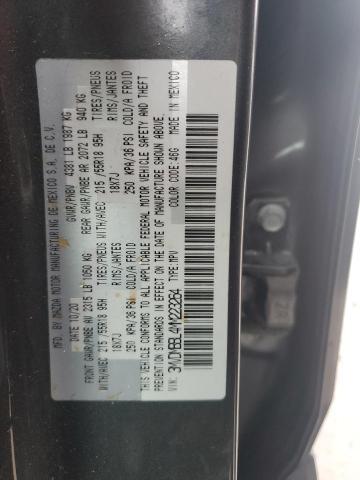 MFD. BY MAZDA MOTOR MANUFACTURING DE MEXICO S.A. DE C.V.
DATE: 10/20 GVWR/PNBV 4381 LB 1987 KG
FRONT GAWR/PNBE AV 2315 LB 1050 KG REAR GAWR/PNBE AR 2072 LB 940 KG
WITH/AVEC 215/55R18 95H TIRES/PNEUS WITH/AVEC 215/55R18 95H TIRES/PNEUS
18X7J RIMS/JANTES 18X7J RIMS/JANTES
250 KPA/36 PSI COLD/A FROID 250 KPA/36 PSI COLD/A FROID
THIS VEHICLE CONFORMS TO ALL APPLICABLE FEDERAL MOTOR VEHICLE SAFETY AND THEFT PREVENTION
STANDARDS IN EFFECT ON THE DATE OF MANUFACTURE SHOWN ABOVE.
TYPE: MPV COLOR CODE: 46G MADE IN MEXICO
VIN: